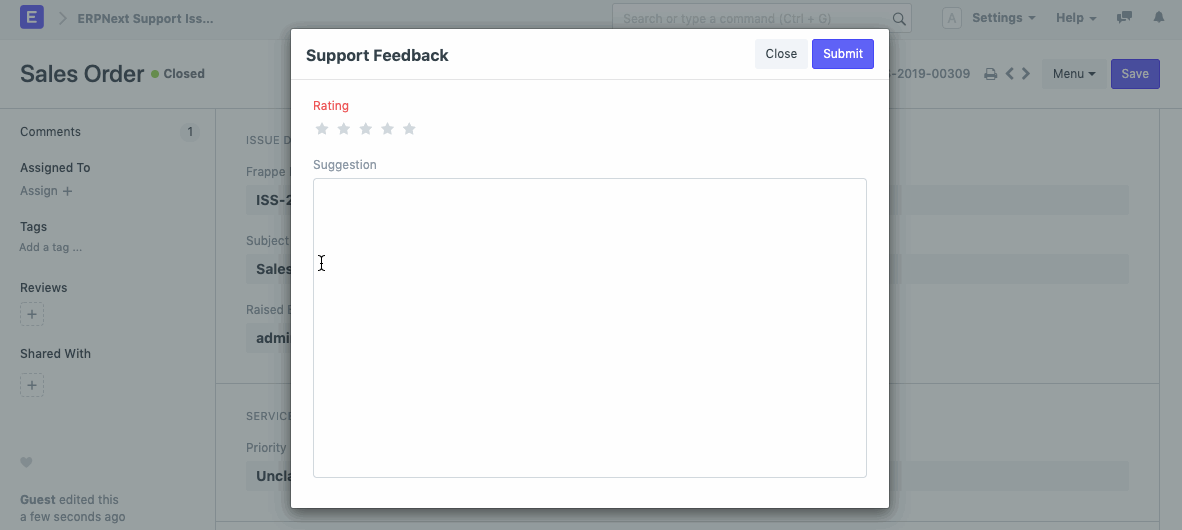 E
ERPNext Support Iss...
Search or type a command (Ctrl + G)
A
Settings
Help
Sales Order
Closed
-2019-00309
Menu
Save
Support Feedback
Close
Submit
Rating
Suggestion
Comments
1
Assigned To
Assign +
Tags
Add a tag ...
Reviews
+
Shared With
+
Guest edited this
a few seconds ago
ISSUE D
Frappe
ISS-2
Subject
Sales
Raised
admi
SERVIC
Priority
Uncla